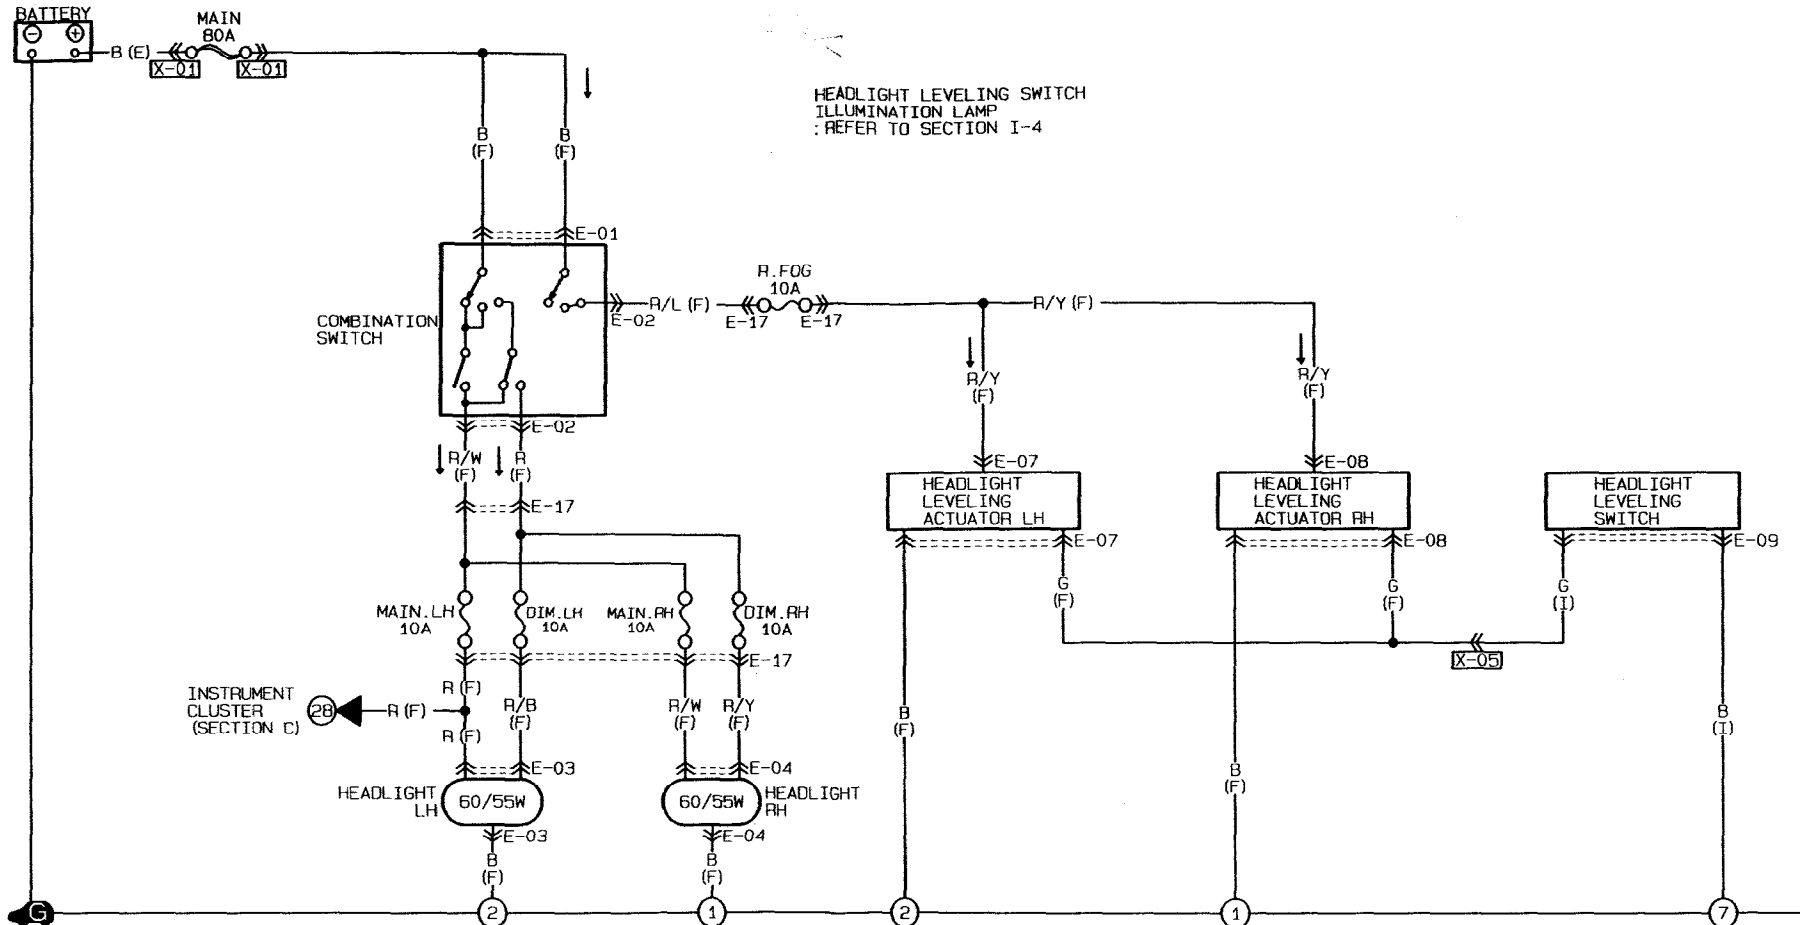 BATTERY
MAIN
80A
B (E)
X-01
X-01
HEADLIGHT LEVELING SWITCH
ILLUMINATION LAMP
: REFER TO SECTION I-4
B
(F)
B
(F)
E-01
R.FOG
10A
COMBINATION
SWITCH
E-02
R/L (F)
E-17
E-17
R/Y (F)
R/Y
(F)
R/Y
(F)
E-02
R/W
(F)
R
(F)
E-17
E-07
HEADLIGHT
LEVELING
ACTUATOR LH
E-07
E-08
HEADLIGHT
LEVELING
ACTUATOR RH
E-08
HEADLIGHT
LEVELING
SWITCH
E-09
G
(F)
G
(F)
G
(I)
X-05
MAIN.LH
10A
DIM.LH
10A
MAIN.RH
10A
DIM.RH
10A
E-17
INSTRUMENT
CLUSTER
(SECTION C)
28
R (F)
R (F)
R (F)
R/B
(F)
R/W
(F)
R/Y
(F)
B
(F)
B
(F)
B
(I)
E-03
E-04
HEADLIGHT
LH
60/55W
60/55W
HEADLIGHT
RH
E-03
E-04
B
(F)
B
(F)
G
2
1
2
1
7